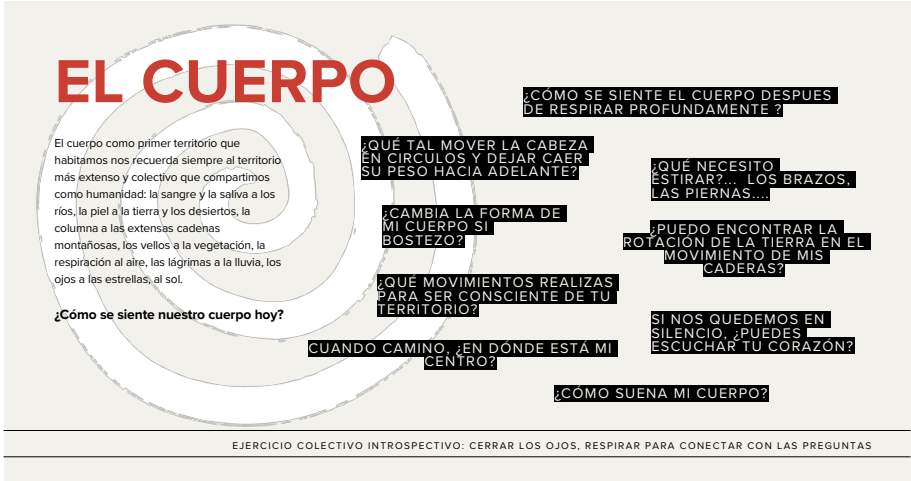 EL CUERPO
El cuerpo como primer territorio que
habitamos nos recuerda siempre al territorio
más extenso y colectivo que compartimos
como humanidad: la sangre y la saliva a los
ríos, la piel a la tierra y los desiertos, la
columna a las extensas cadenas
montañosas, los vellos a la vegetación, la
respiración al aire, las lágrimas a la lluvia, los
ojos a las estrellas, al sol.
¿Cómo se siente nuestro cuerpo hoy?
¿CÓMO SE SIENTE EL CUERPO DESPUES
DE RESPIRAR PROFUNDAMENTE ?
¿QUÉ TAL MOVER LA CABEZA
EN CIRCULOS Y DEJAR CAER
SU PESO HACIA ADELANTE?
¿QUÉ NECESITO
ESTIRAR?... LOS BRAZOS,
LAS PIERNAS....
¿CAMBIA LA FORMA DE
MI CUERPO SI
BOSTEZO?
¿PUEDO ENCONTRAR LA
ROTACIÓN DE LA TIERRA EN EL
MOVIMIENTO DE MIS
CADERAS?
¿QUÉ MOVIMIENTOS REALIZAS
PARA SER CONSCIENTE DE TU
TERRITORIO?
SI NOS QUEDEMOS EN
SILENCIO, ¿PUEDES
ESCUCHAR TU CORAZÓN?
CUANDO CAMINO, ¿EN DÓNDE ESTÁ MI
CENTRO?
¿CÓMO SUENA MI CUERPO?
EJERCICIO COLECTIVO INTROSPECTIVO: CERRAR LOS OJOS, RESPIRAR PARA CONECTAR CON LAS PREGUNTAS